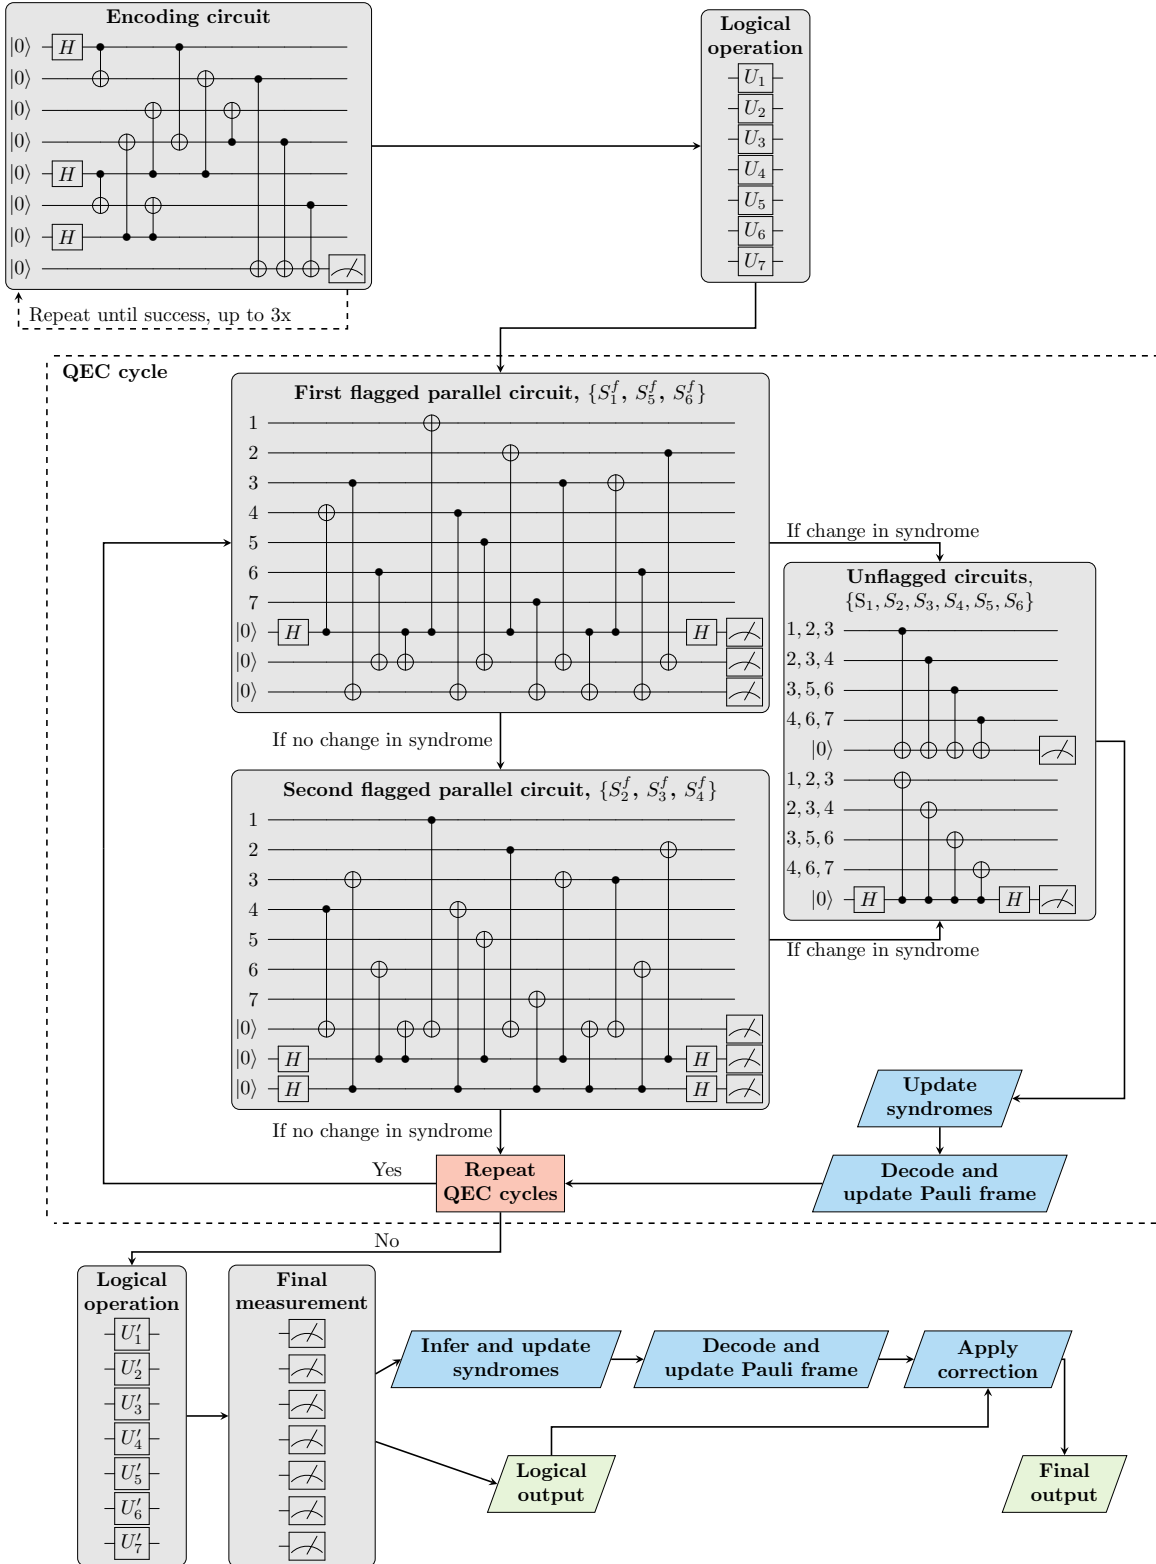 Encoding circuit
|0⟩ H
|0⟩
|0⟩
|0⟩
|0⟩ H
|0⟩
|0⟩ H
|0⟩
Repeat until success, up to 3x
Logical
operation
U₁
U₂
U₃
U₄
U₅
U₆
U₇
QEC cycle
First flagged parallel circuit, {S₁ᶠ, S₅ᶠ, S₆ᶠ}
1
2
3
4
5
6
7
|0⟩ H H
|0⟩
|0⟩
If change in syndrome
Unflagged circuits,
{S₁, S₂, S₃, S₄, S₅, S₆}
1, 2, 3
2, 3, 4
3, 5, 6
4, 6, 7
|0⟩
1, 2, 3
2, 3, 4
3, 5, 6
4, 6, 7
|0⟩ H H
If no change in syndrome
Second flagged parallel circuit, {S₂ᶠ, S₃ᶠ, S₄ᶠ}
1
2
3
4
5
6
7
|0⟩
|0⟩ H H
|0⟩ H H
If change in syndrome
If no change in syndrome
Update
syndromes
Decode and
update Pauli frame
Repeat
QEC cycles
Yes
No
Logical
operation
U′₁
U′₂
U′₃
U′₄
U′₅
U′₆
U′₇
Final
measurement
Infer and update
syndromes
Decode and
update Pauli frame
Apply
correction
Logical
output
Final
output